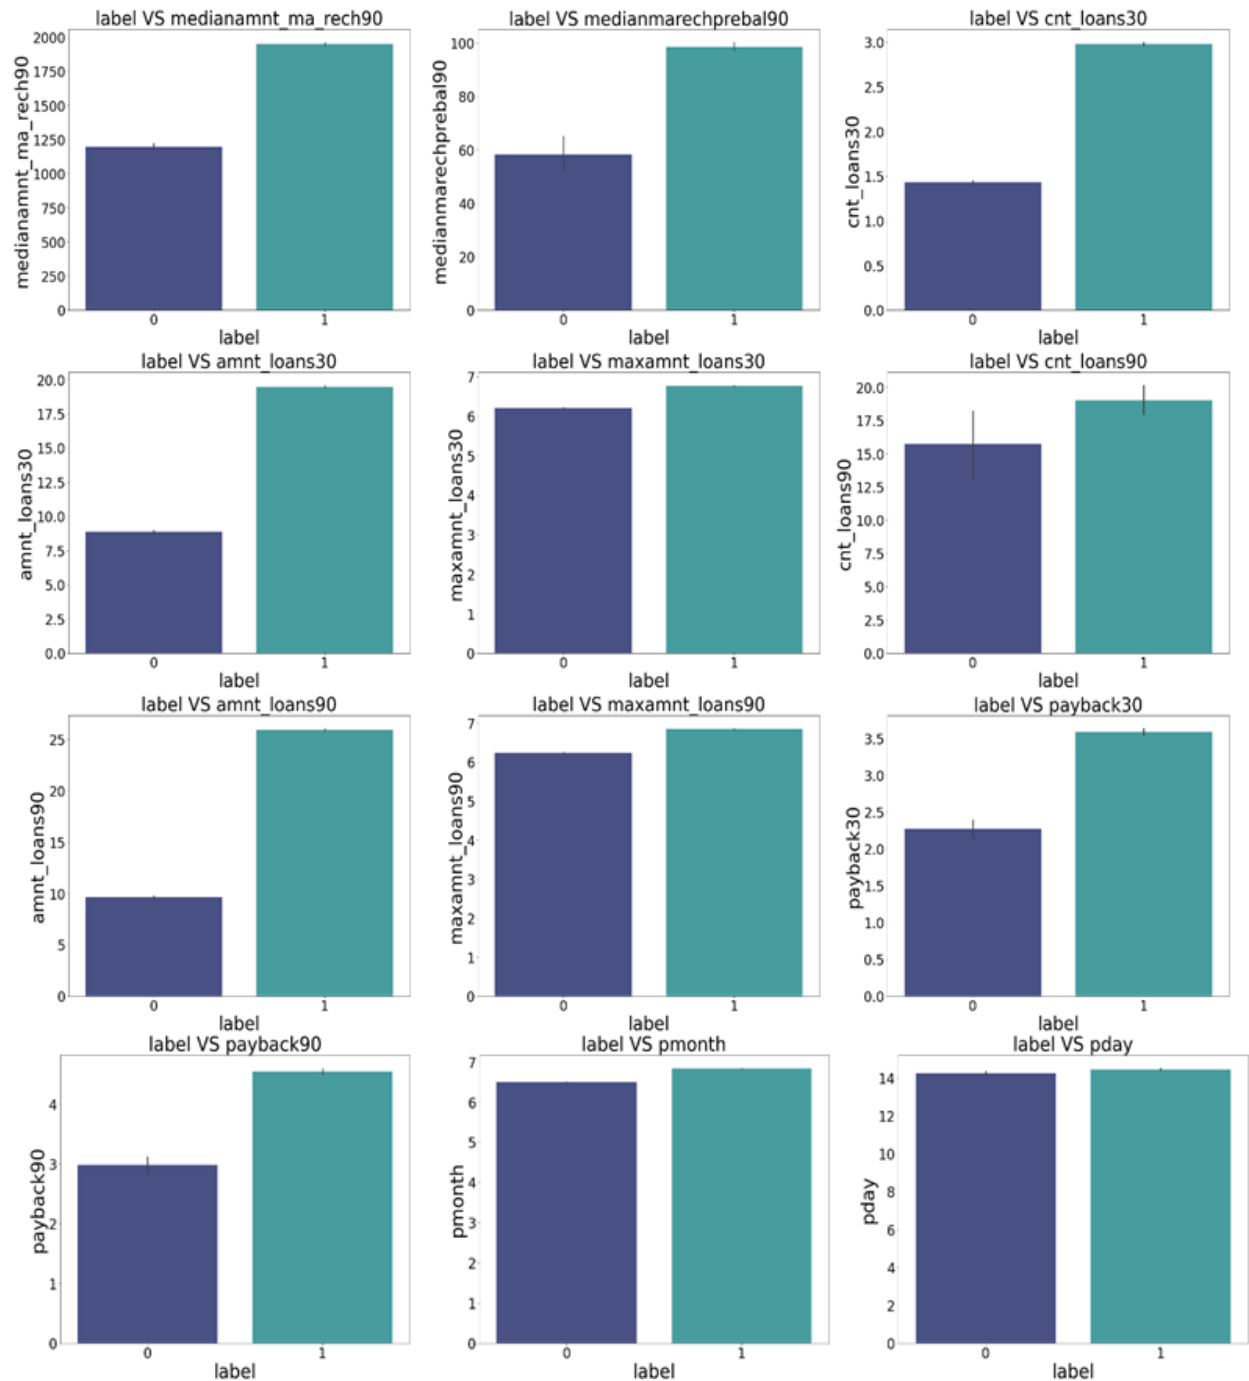 label VS medianamnt_ma_rech90
medianamnt_ma_rech90
2000
1750
1500
1250
1000
750
500
250
0
0 1
label
label VS medianmarechprebal90
medianmarechprebal90
100
80
60
40
20
0
0 1
label
label VS cnt_loans30
cnt_loans30
3.0
2.5
2.0
1.5
1.0
0.5
0.0
0 1
label
label VS amnt_loans30
amnt_loans30
20.0
17.5
15.0
12.5
10.0
7.5
5.0
2.5
0.0
0 1
label
label VS maxamnt_loans30
maxamnt_loans30
7
6
5
4
3
2
1
0
0 1
label
label VS cnt_loans90
cnt_loans90
20.0
17.5
15.0
12.5
10.0
7.5
5.0
2.5
0.0
0 1
label
label VS amnt_loans90
amnt_loans90
25
20
15
10
5
0
0 1
label
label VS maxamnt_loans90
maxamnt_loans90
7
6
5
4
3
2
1
0
0 1
label
label VS payback30
payback30
3.5
3.0
2.5
2.0
1.5
1.0
0.5
0.0
0 1
label
label VS payback90
payback90
4
3
2
1
0
0 1
label
label VS pmonth
pmonth
7
6
5
4
3
2
1
0
0 1
label
label VS pday
pday
14
12
10
8
6
4
2
0
0 1
label